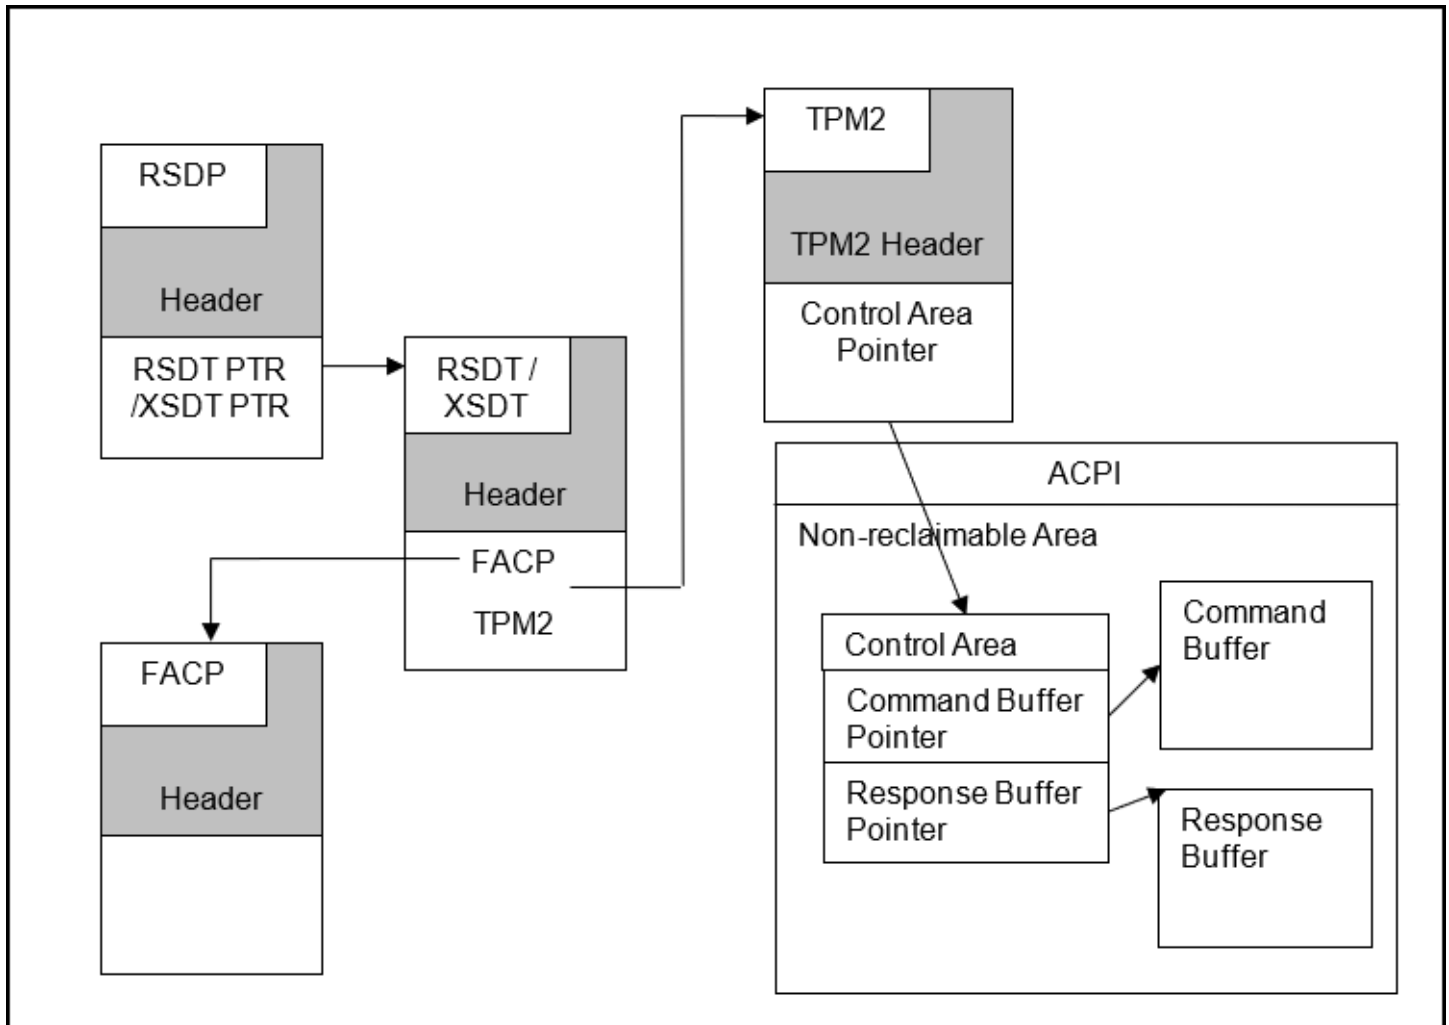 RSDP
Header
RSDT PTR
/XSDT PTR
RSDT /
XSDT
Header
FACP
TPM2
FACP
Header
TPM2
TPM2 Header
Control Area
Pointer
ACPI
Non-reclaimable Area
Control Area
Command Buffer
Pointer
Response Buffer
Pointer
Command
Buffer
Response
Buffer